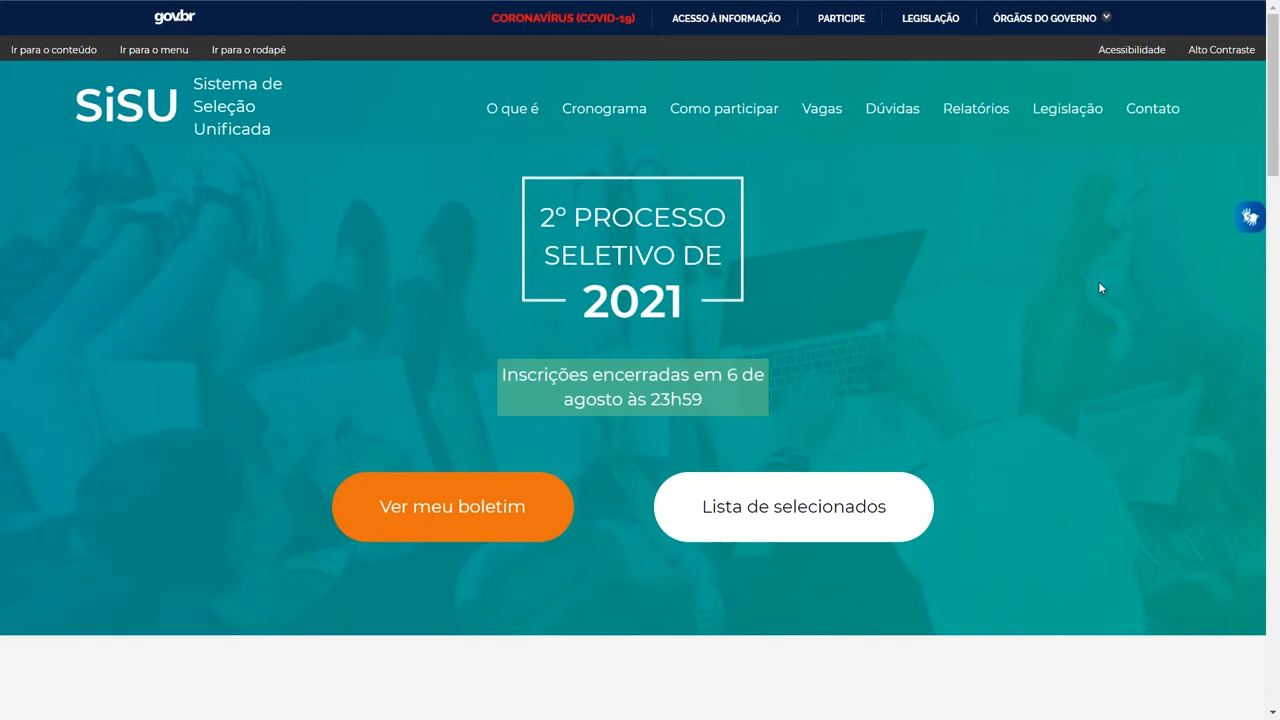 gov.br
CORONAVÍRUS (COVID-19)
ACESSO À INFORMAÇÃO
PARTICIPE
LEGISLAÇÃO
ÓRGÃOS DO GOVERNO
Ir para o conteúdo
Ir para o menu
Ir para o rodapé
Acessibilidade
Alto Contraste
SiSU
Sistema de
Seleção
Unificada
O que é
Cronograma
Como participar
Vagas
Dúvidas
Relatórios
Legislação
Contato
2º PROCESSO
SELETIVO DE
2021
Inscrições encerradas em 6 de
agosto às 23h59
Ver meu boletim
Lista de selecionados